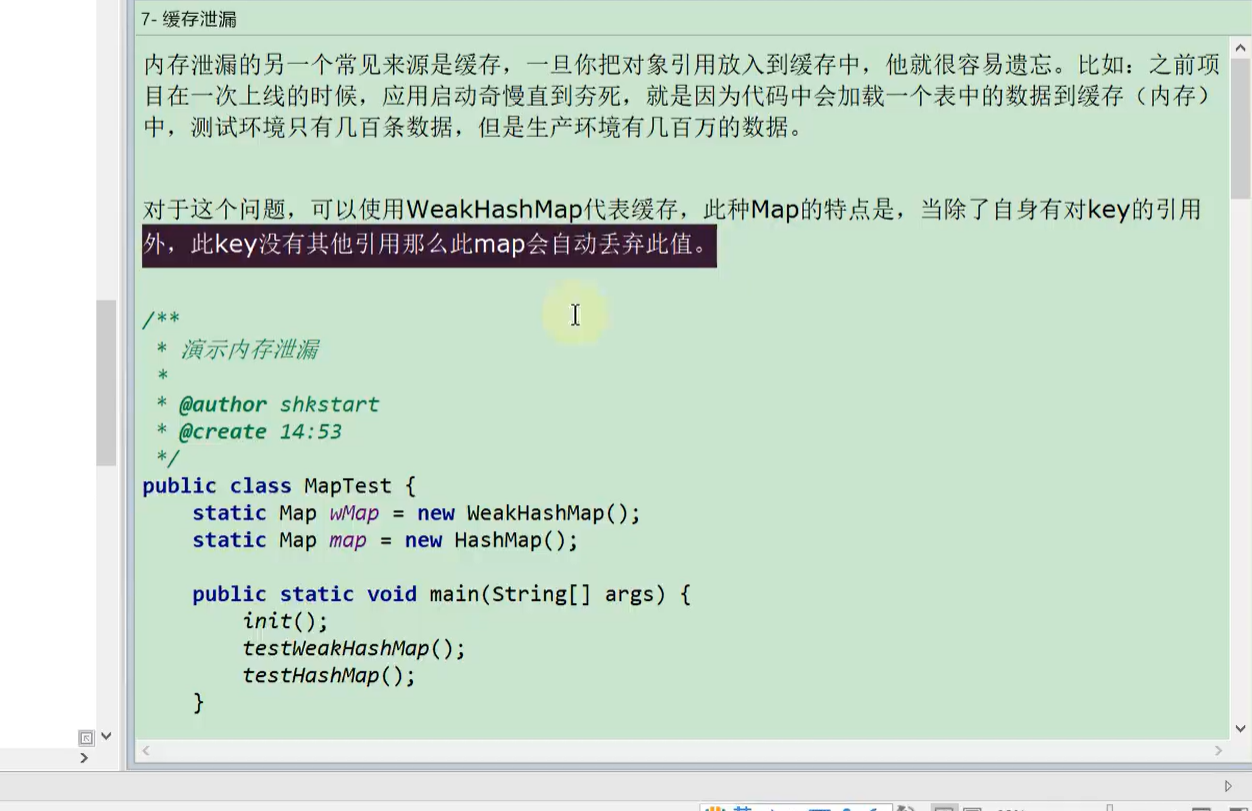 7- 缓存泄漏
内存泄漏的另一个常见来源是缓存，一旦你把对象引用放入到缓存中，他就很容易遗忘。比如：之前项
目在一次上线的时候，应用启动奇慢直到夯死，就是因为代码中会加载一个表中的数据到缓存（内存）
中，测试环境只有几百条数据，但是生产环境有几百万的数据。
对于这个问题，可以使用WeakHashMap代表缓存，此种Map的特点是，当除了自身有对key的引用
外，此key没有其他引用那么此map会自动丢弃此值。
/**
 * 演示内存泄漏
 *
 * @author shkstart
 * @create 14:53
 */
public class MapTest {
    static Map wMap = new WeakHashMap();
    static Map map = new HashMap();
    public static void main(String[] args) {
        init();
        testWeakHashMap();
        testHashMap();
    }